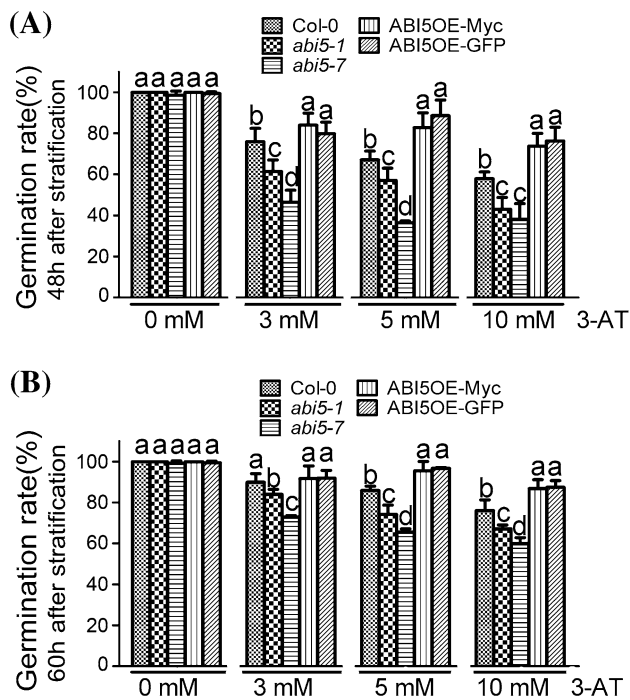 (A)
Col-0
ABI5OE-Myc
abi5-1
ABI5OE-GFP
abi5-7
Germination rate(%)
48h after stratification
100
80
60
40
20
0
a a a a a
b c d a a
b c d a a
b c c a a
0 mM
3 mM
5 mM
10 mM
3-AT
(B)
Col-0
ABI5OE-Myc
abi5-1
ABI5OE-GFP
abi5-7
Germination rate(%)
60h after stratification
100
80
60
40
20
0
a a a a a
a b c a a
b c d a a
b c d a a
0 mM
3 mM
5 mM
10 mM
3-AT